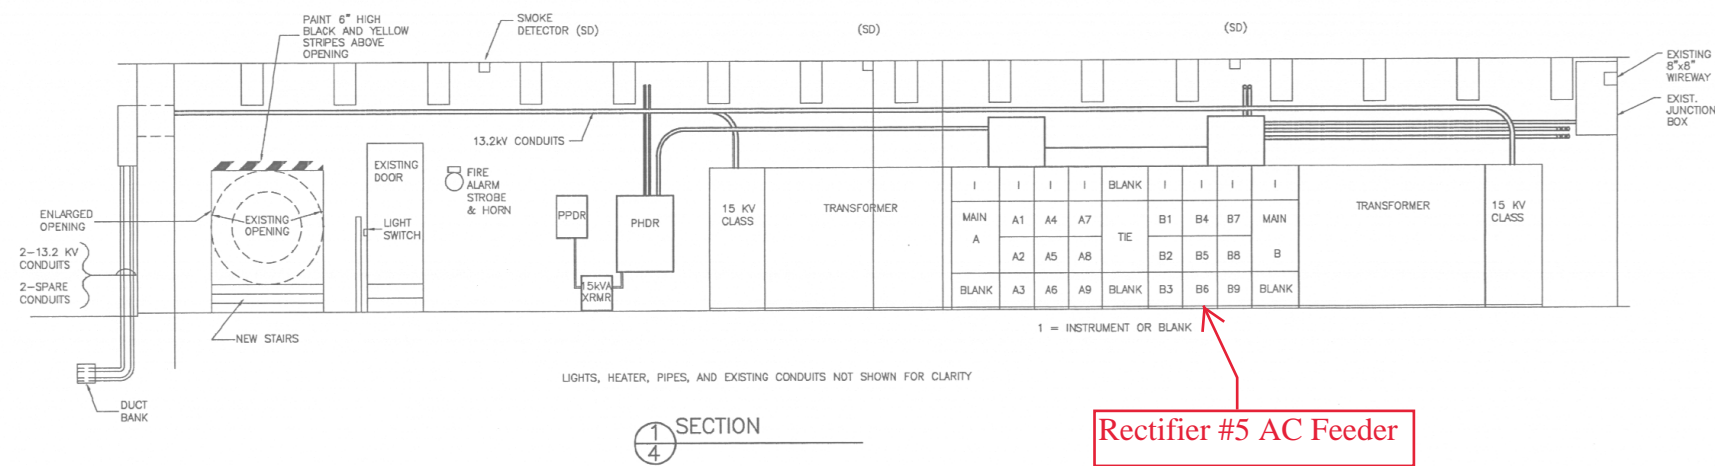 PAINT 6" HIGH
BLACK AND YELLOW
STRIPES ABOVE
OPENING
SMOKE
DETECTOR (SD)
(SD)
(SD)
EXISTING
8"x8"
WIREWAY
EXIST.
JUNCTION
BOX
13.2kV CONDUITS
EXISTING
DOOR
FIRE
ALARM
STROBE
& HORN
LIGHT
SWITCH
ENLARGED
OPENING
EXISTING
OPENING
2-13.2 KV
CONDUITS
2-SPARE
CONDUITS
NEW STAIRS
DUCT
BANK
PPDR
PHDR
15kVA
XRMR
15 KV
CLASS
TRANSFORMER
I I I I BLANK I I I I
MAIN
A
A1 A4 A7
TIE
B1 B4 B7
MAIN
B
A2 A5 A8
B2 B5 B8
BLANK A3 A6 A9 BLANK B3 B6 B9 BLANK
TRANSFORMER
15 KV
CLASS
1 = INSTRUMENT OR BLANK
LIGHTS, HEATER, PIPES, AND EXISTING CONDUITS NOT SHOWN FOR CLARITY
1
4
SECTION
Rectifier #5 AC Feeder